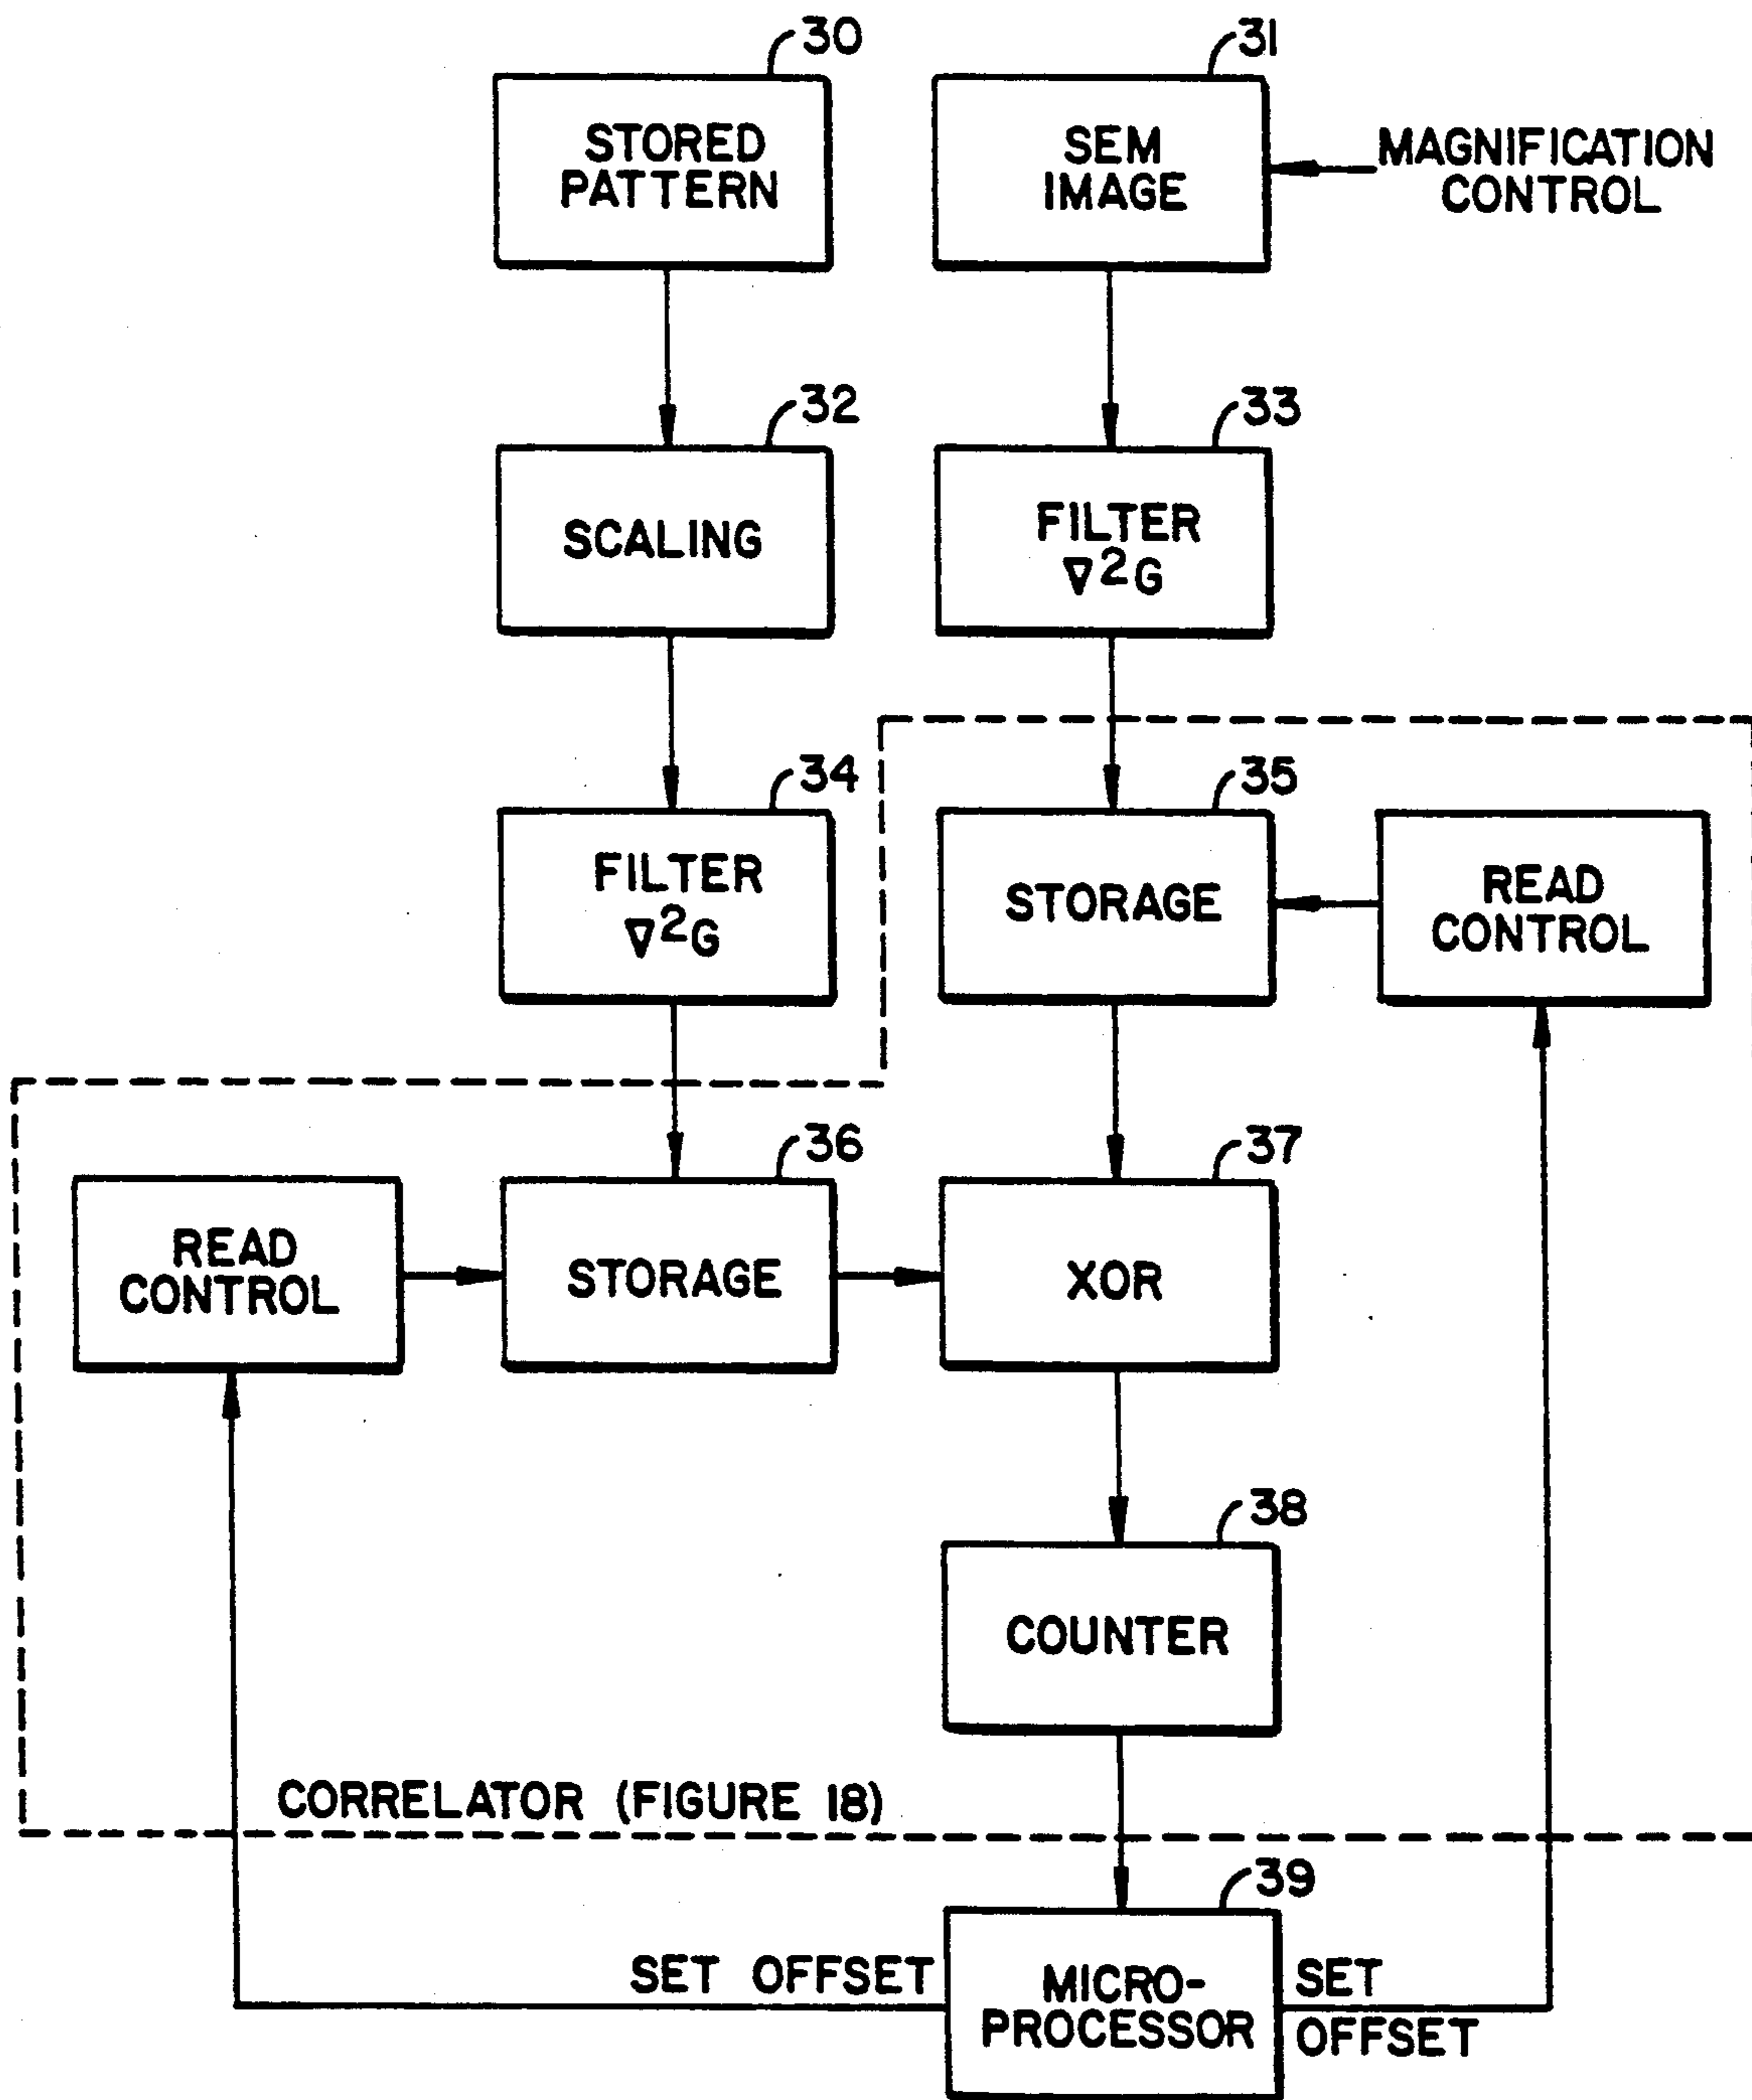 30
31
STORED
PATTERN
SEM
IMAGE
MAGNIFICATION
CONTROL
32
33
SCALING
FILTER
∇²G
34
35
FILTER
∇²G
STORAGE
READ
CONTROL
36
37
READ
CONTROL
STORAGE
XOR
38
COUNTER
CORRELATOR (FIGURE 18)
39
SET OFFSET
MICRO-
PROCESSOR
SET
OFFSET